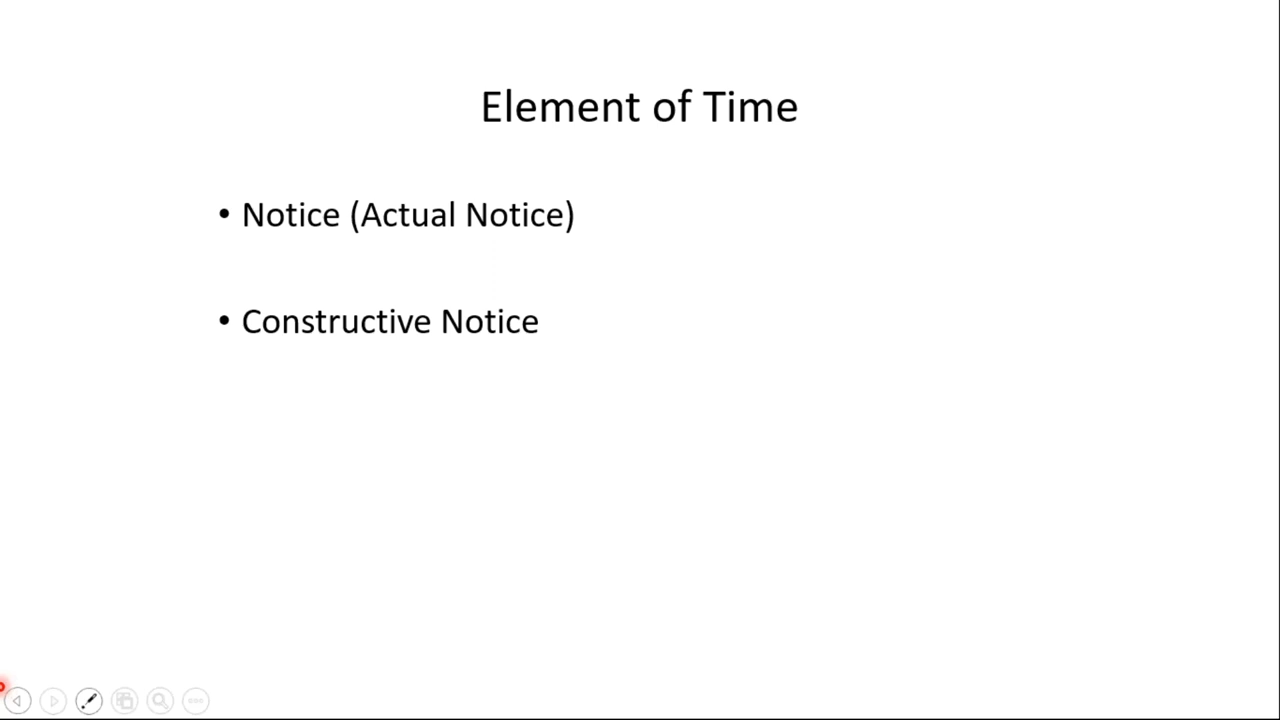 Element of Time
• Notice (Actual Notice)
• Constructive Notice